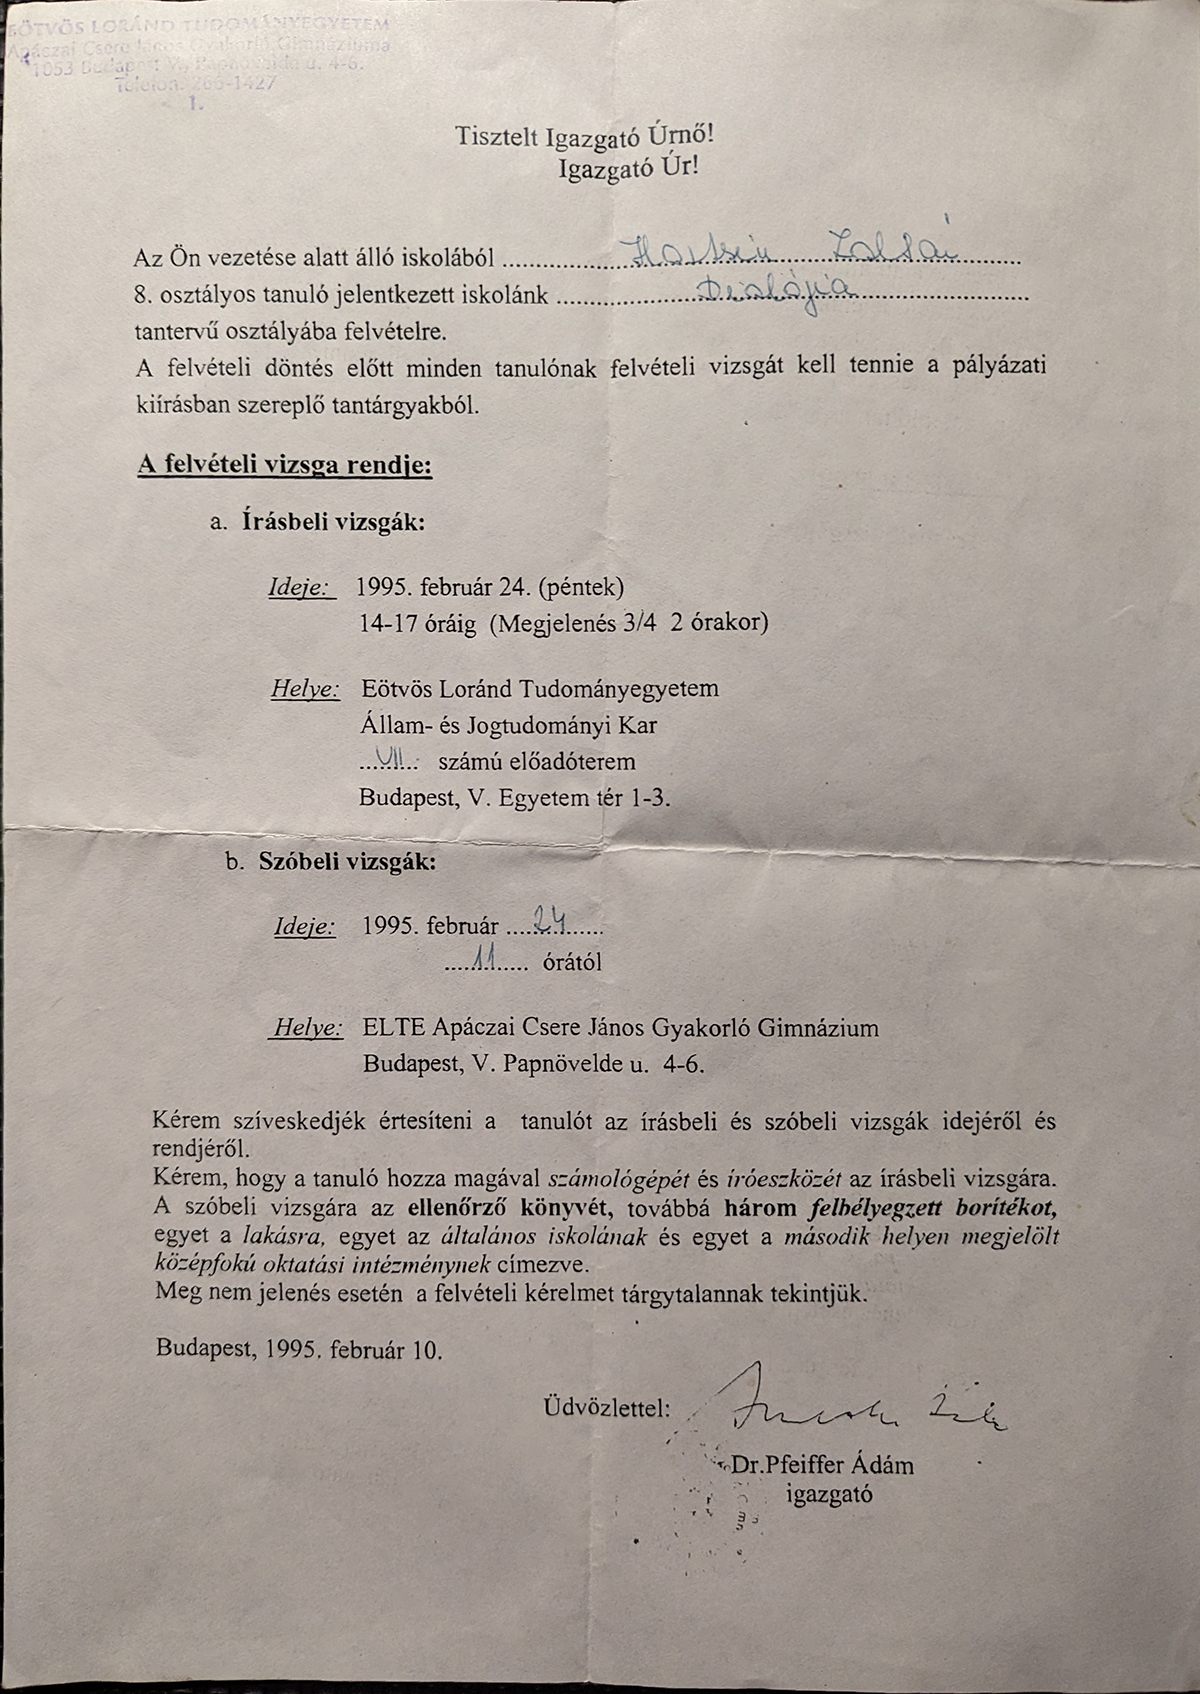 EÖTVÖS LORÁND TUDOMÁNYEGYETEM
Apáczai Csere János Gyakorló Gimnáziuma
1053 Budapest V., Papnövelde u. 4-6.
Telefon: 266-1427
1.
Tisztelt Igazgató Úrnő!
Igazgató Úr!
Az Ön vezetése alatt álló iskolából ....................
8. osztályos tanuló jelentkezett iskolánk ....................
tantervű osztályába felvételre.
A felvételi döntés előtt minden tanulónak felvételi vizsgát kell tennie a pályázati
kiírásban szereplő tantárgyakból.
A felvételi vizsga rendje:
a. Írásbeli vizsgák:
Ideje: 1995. február 24. (péntek)
14-17 óráig (Megjelenés 3/4 2 órakor)
Helye: Eötvös Loránd Tudományegyetem
Állam- és Jogtudományi Kar
...VII... számú előadóterem
Budapest, V. Egyetem tér 1-3.
b. Szóbeli vizsgák:
Ideje: 1995. február ....24......
.....11..... órától
Helye: ELTE Apáczai Csere János Gyakorló Gimnázium
Budapest, V. Papnövelde u. 4-6.
Kérem szíveskedjék értesíteni a tanulót az írásbeli és szóbeli vizsgák idejéről és
rendjéről.
Kérem, hogy a tanuló hozza magával számológépét és íróeszközét az írásbeli vizsgára.
A szóbeli vizsgára az ellenőrző könyvét, továbbá három felbélyegzett borítékot,
egyet a lakásra, egyet az általános iskolának és egyet a második helyen megjelölt
középfokú oktatási intézménynek címezve.
Meg nem jelenés esetén a felvételi kérelmet tárgytalannak tekintjük.
Budapest, 1995. február 10.
Üdvözlettel:
Dr.Pfeiffer Ádám
igazgató